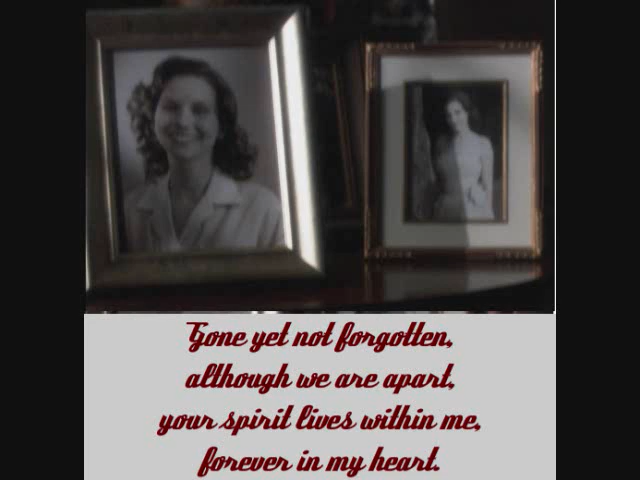 Gone yet not forgotten,
although we are apart,
your spirit lives within me,
forever in my heart.